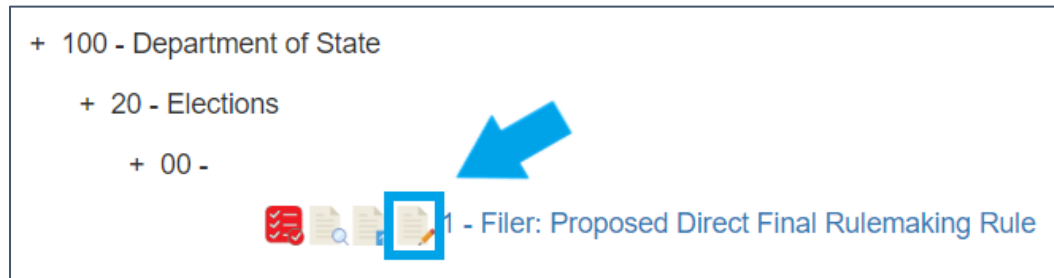 + 100 - Department of State
+ 20 - Elections
+ 00 -
1 - Filer: Proposed Direct Final Rulemaking Rule